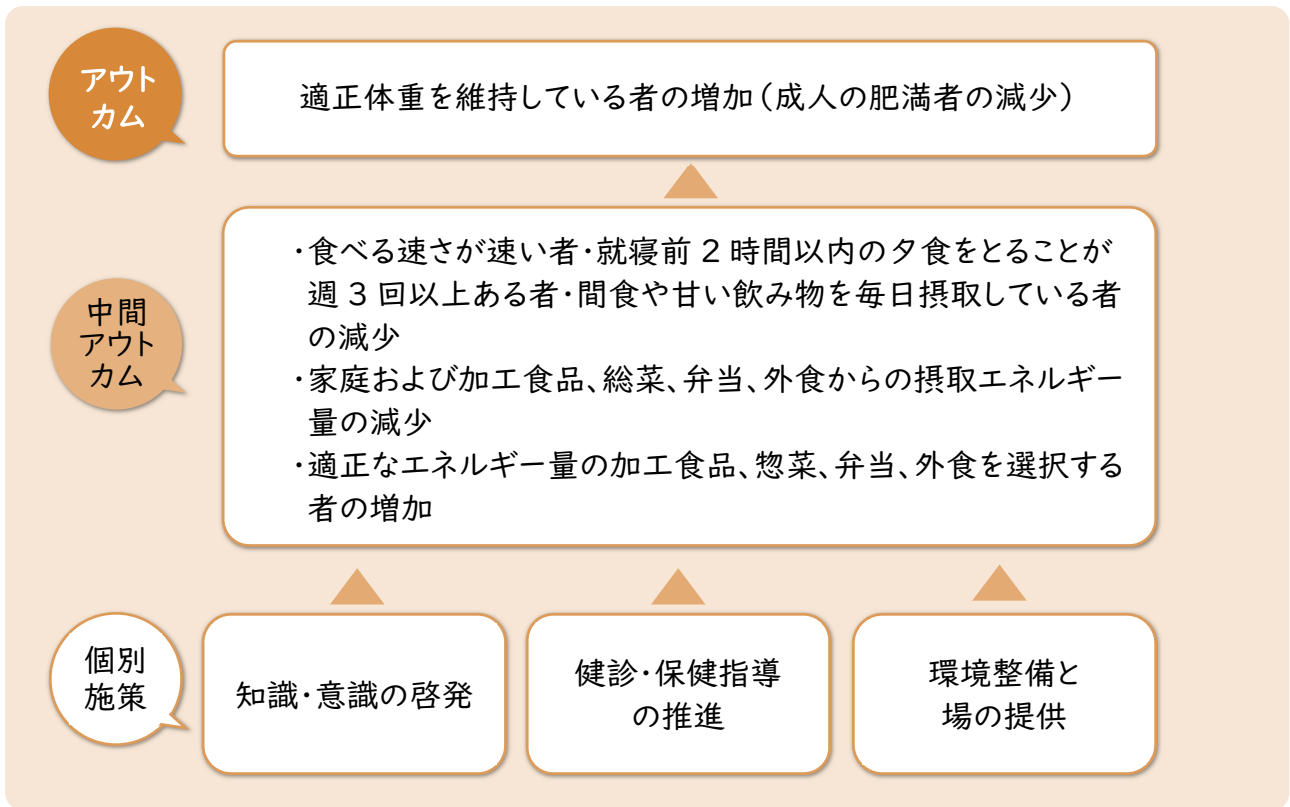 アウト
カム
適正体重を維持している者の増加(成人の肥満者の減少)
中間
アウト
カム
・食べる速さが速い者・就寝前2時間以内の夕食をとることが
週3回以上ある者・間食や甘い飲み物を毎日摂取している者
の減少
・家庭および加工食品、総菜、弁当、外食からの摂取エネルギー
量の減少
・適正なエネルギー量の加工食品、惣菜、弁当、外食を選択する
者の増加
個別
施策
知識・意識の啓発
健診・保健指導
の推進
環境整備と
場の提供